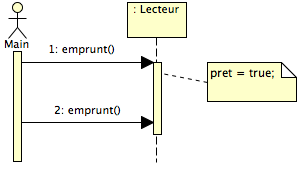 : Lecteur
Main
1: emprunt()
pret = true;
2: emprunt()